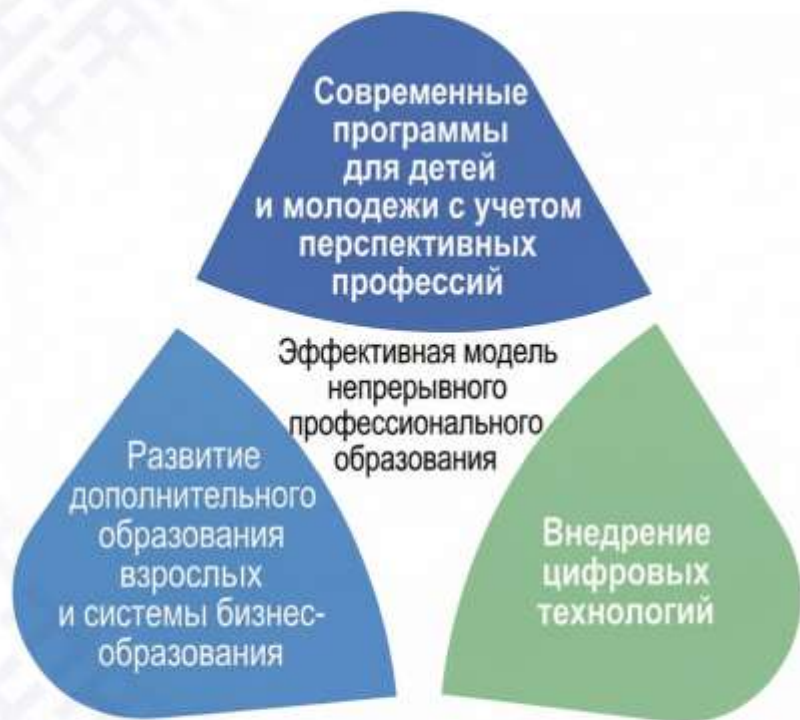 Современные
программы
для детей
и молодежи с учетом
перспективных
профессий
Эффективная модель
непрерывного
профессионального
образования
Развитие
дополнительного
образования
взрослых
и системы бизнес-
образования
Внедрение
цифровых
технологий